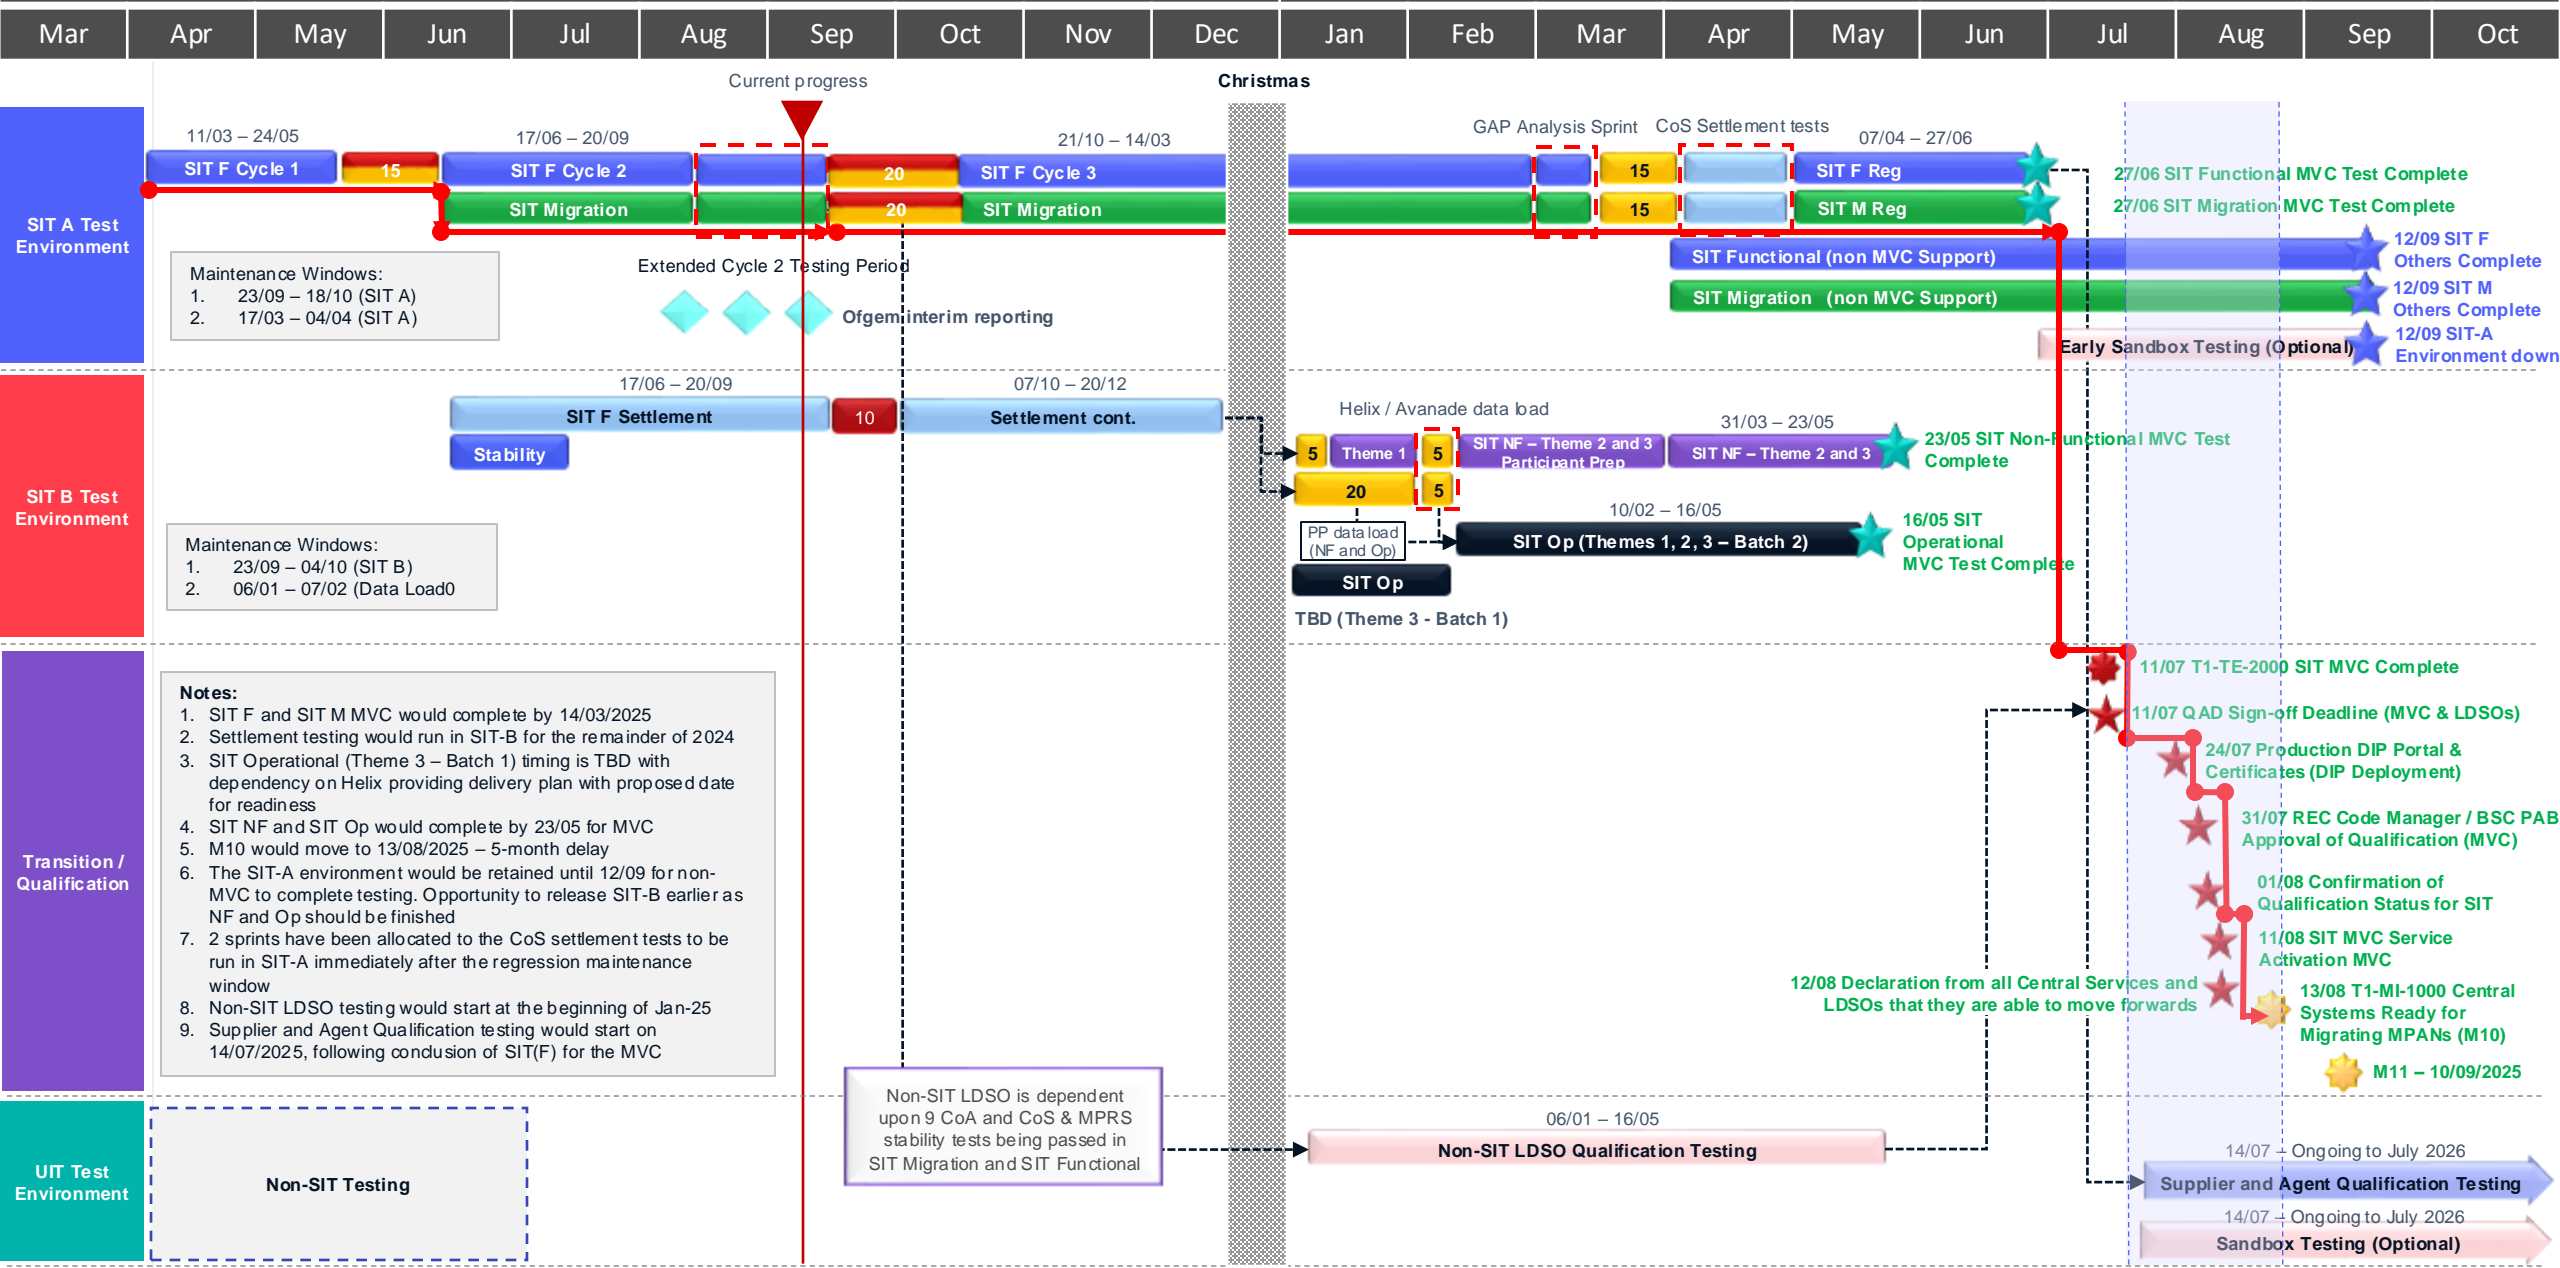 Mar Apr May Jun Jul Aug Sep Oct Nov Dec Jan Feb Mar Apr May Jun Jul Aug Sep Oct
Current progress
Christmas
SIT A Test
Environment
11/03 – 24/05
17/06 – 20/09
21/10 – 14/03
GAP Analysis Sprint
CoS Settlement tests
07/04 – 27/06
SIT F Cycle 1
15
SIT F Cycle 2
20
SIT F Cycle 3
15
SIT F Reg
27/06 SIT Functional MVC Test Complete
SIT Migration
20
SIT Migration
15
SIT M Reg
27/06 SIT Migration MVC Test Complete
Maintenance Windows:
1. 23/09 – 18/10 (SIT A)
2. 17/03 – 04/04 (SIT A)
Extended Cycle 2 Testing Period
Ofgem interim reporting
SIT Functional (non MVC Support)
12/09 SIT F
Others Complete
SIT Migration (non MVC Support)
12/09 SIT M
Others Complete
Early Sandbox Testing (Optional)
12/09 SIT-A
Environment down
SIT B Test
Environment
17/06 – 20/09
07/10 – 20/12
SIT F Settlement
10
Settlement cont.
Stability
Helix / Avanade data load
31/03 – 23/05
5
Theme 1
5
SIT NF – Theme 2 and 3
Participant Prep
SIT NF – Theme 2 and 3
23/05 SIT Non-Functional MVC Test
Complete
20
5
10/02 – 16/05
PP data load
(NF and Op)
SIT Op (Themes 1, 2, 3 – Batch 2)
16/05 SIT
Operational
MVC Test Complete
SIT Op
TBD (Theme 3 - Batch 1)
Maintenance Windows:
1. 23/09 – 04/10 (SIT B)
2. 06/01 – 07/02 (Data Load0
Transition /
Qualification
Notes:
1. SIT F and SIT M MVC would complete by 14/03/2025
2. Settlement testing would run in SIT-B for the remainder of 2024
3. SIT Operational (Theme 3 – Batch 1) timing is TBD with
dependency on Helix providing delivery plan with proposed date
for readiness
4. SIT NF and SIT Op would complete by 23/05 for MVC
5. M10 would move to 13/08/2025 – 5-month delay
6. The SIT-A environment would be retained until 12/09 for non-
MVC to complete testing. Opportunity to release SIT-B earlier as
NF and Op should be finished
7. 2 sprints have been allocated to the CoS settlement tests to be
run in SIT-A immediately after the regression maintenance
window
8. Non-SIT LDSO testing would start at the beginning of Jan-25
9. Supplier and Agent Qualification testing would start on
14/07/2025, following conclusion of SIT(F) for the MVC
11/07 T1-TE-2000 SIT MVC Complete
11/07 QAD Sign-off Deadline (MVC & LDSOs)
24/07 Production DIP Portal &
Certificates (DIP Deployment)
31/07 REC Code Manager / BSC PAB
Approval of Qualification (MVC)
01/08 Confirmation of
Qualification Status for SIT
11/08 SIT MVC Service
Activation MVC
12/08 Declaration from all Central Services and
LDSOs that they are able to move forwards
13/08 T1-MI-1000 Central
Systems Ready for
Migrating MPANs (M10)
M11 – 10/09/2025
UIT Test
Environment
Non-SIT Testing
Non-SIT LDSO is dependent
upon 9 CoA and CoS & MPRS
stability tests being passed in
SIT Migration and SIT Functional
06/01 – 16/05
Non-SIT LDSO Qualification Testing
14/07 – Ongoing to July 2026
Supplier and Agent Qualification Testing
14/07 – Ongoing to July 2026
Sandbox Testing (Optional)